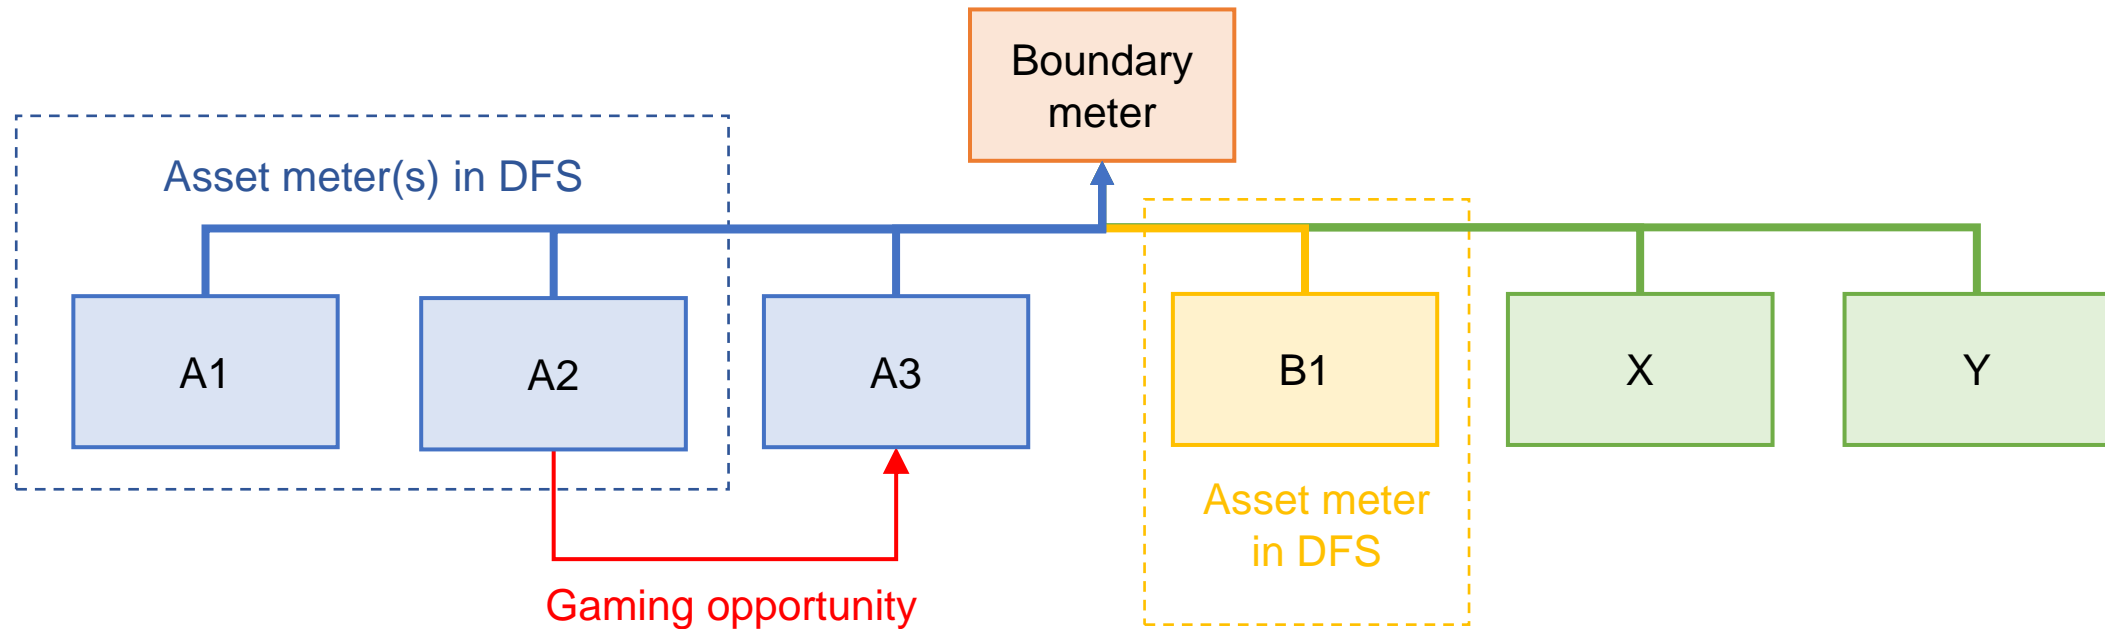 Boundary
meter
Asset meter(s) in DFS
A1
A2
A3
B1
X
Y
Asset meter
in DFS
Gaming opportunity